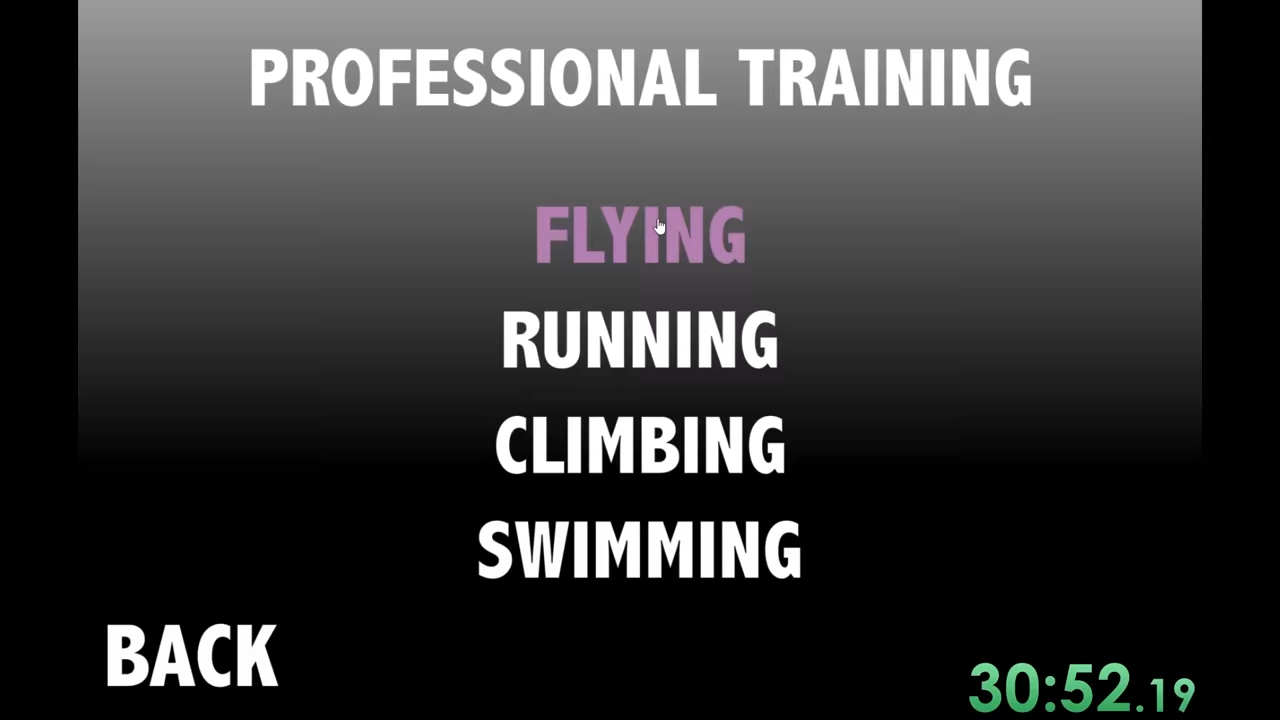 PROFESSIONAL TRAINING
FLYING
RUNNING
CLIMBING
SWIMMING
BACK
30:52.19